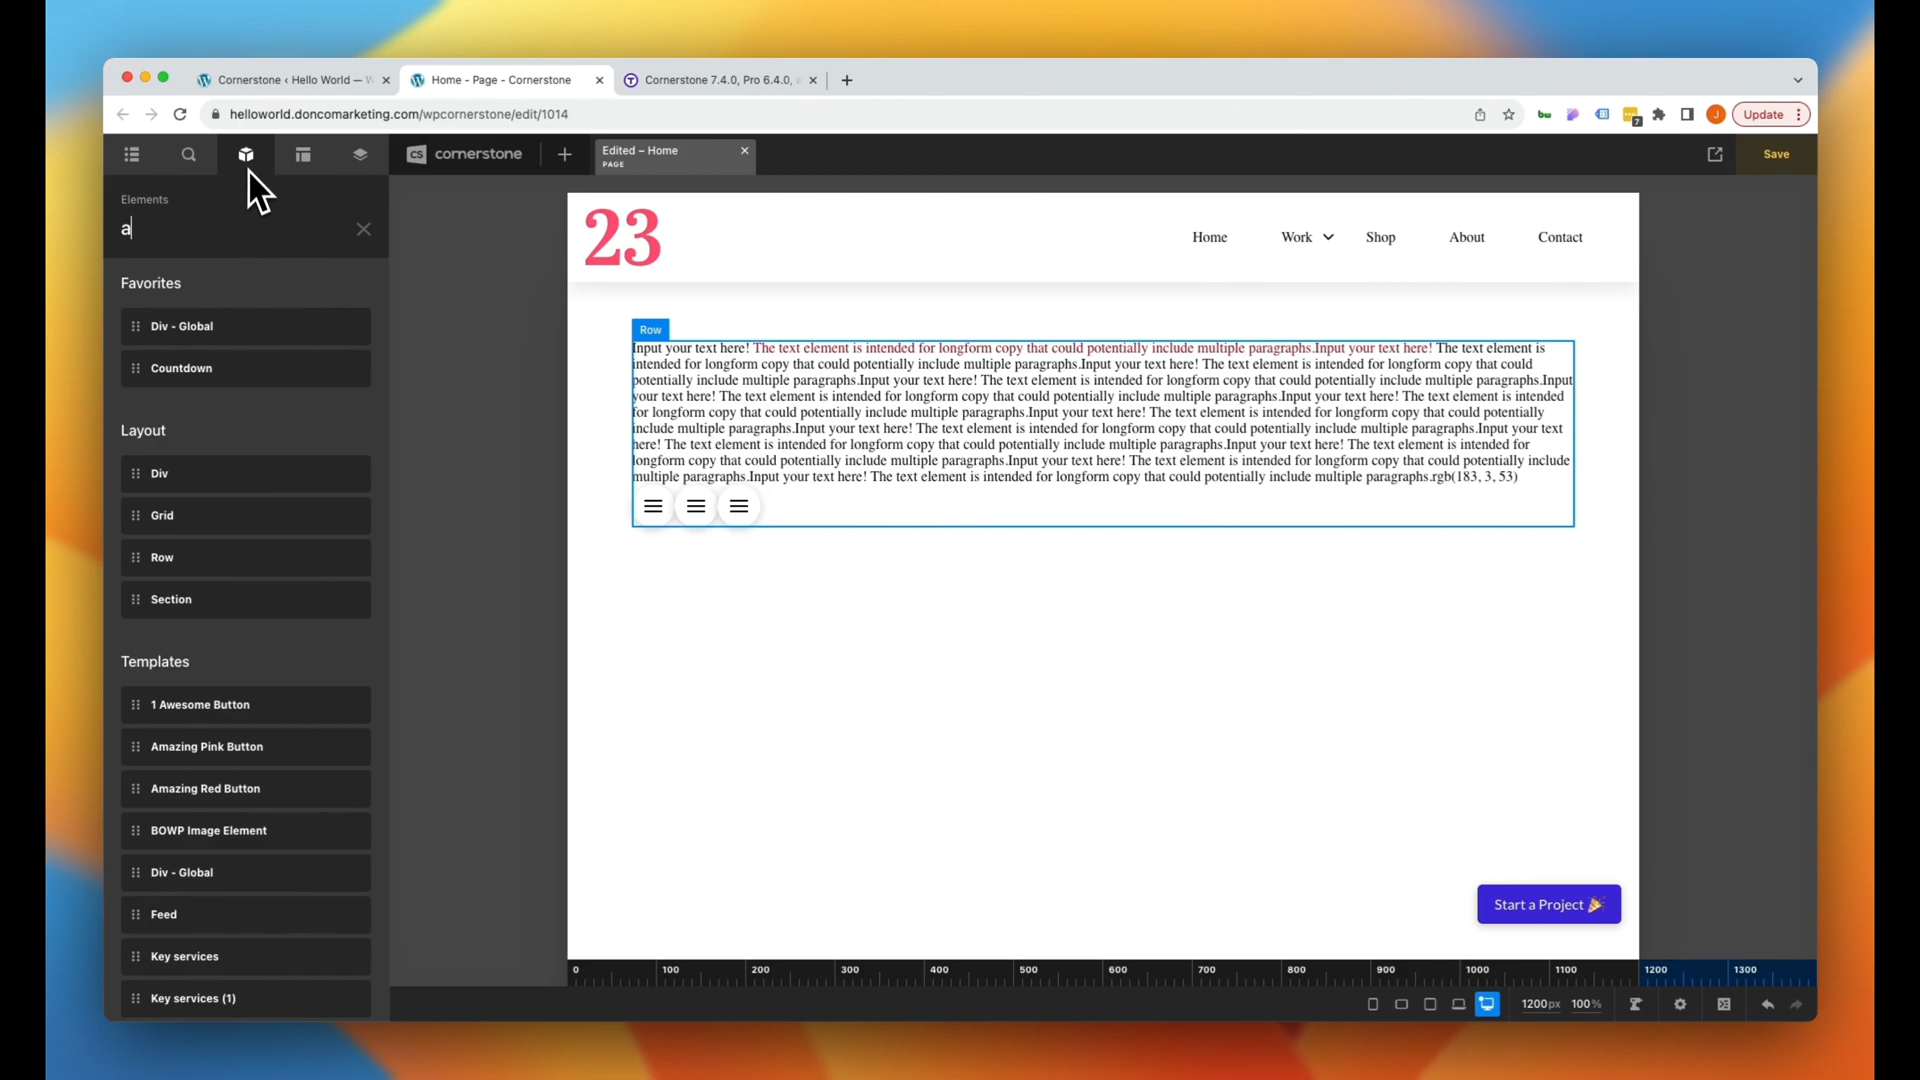 Cornerstone ‹ Hello World — W
Home - Page - Cornerstone
Cornerstone 7.4.0, Pro 6.4.0, a
helloworld.doncomarketing.com/wpcornerstone/edit/1014
bw
7
J
Update
cs cornerstone
Edited – Home
PAGE
Save
Elements
a
Favorites
Div - Global
Countdown
Layout
Div
Grid
Row
Section
Templates
1 Awesome Button
Amazing Pink Button
Amazing Red Button
BOWP Image Element
Div - Global
Feed
Key services
Key services (1)
23
Home Work Shop About Contact
Row
Input your text here! The text element is intended for longform copy that could potentially include multiple paragraphs.Input your text here! The text element is
intended for longform copy that could potentially include multiple paragraphs.Input your text here! The text element is intended for longform copy that could
potentially include multiple paragraphs.Input your text here! The text element is intended for longform copy that could potentially include multiple paragraphs.Input
your text here! The text element is intended for longform copy that could potentially include multiple paragraphs.Input your text here! The text element is intended
for longform copy that could potentially include multiple paragraphs.Input your text here! The text element is intended for longform copy that could potentially
include multiple paragraphs.Input your text here! The text element is intended for longform copy that could potentially include multiple paragraphs.Input your text
here! The text element is intended for longform copy that could potentially include multiple paragraphs.Input your text here! The text element is intended for
longform copy that could potentially include multiple paragraphs.Input your text here! The text element is intended for longform copy that could potentially include
multiple paragraphs.Input your text here! The text element is intended for longform copy that could potentially include multiple paragraphs.rgb(183, 3, 53)
Start a Project 🎉
0 100 200 300 400 500 600 700 800 900 1000 1100 1200 1300
1200px 100%